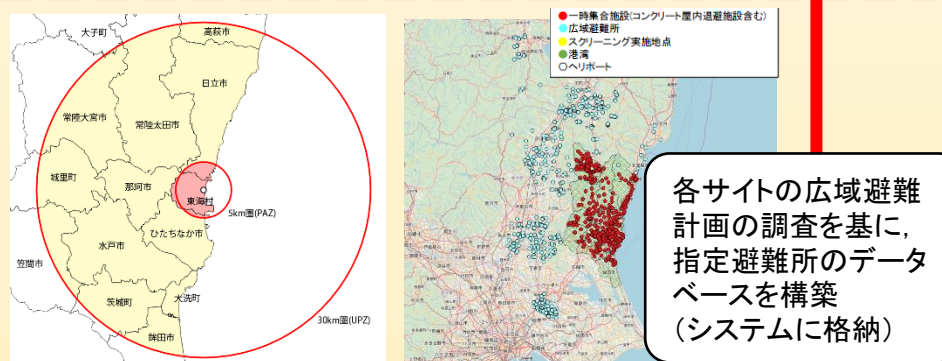 大子町
高萩市
日立市
常陸大宮市
常陸太田市
城里町
那珂市
東海村
5km圏(PAZ)
ひたちなか市
水戸市
笠間市
茨城町
大洗町
鉾田市
30km圏(UPZ)
一時集合施設(コンクリート屋内退避施設含む)
広域避難所
スクリーニング実施地点
港湾
ヘリポート
各サイトの広域避難
計画の調査を基に,
指定避難所のデータ
ベースを構築
(システムに格納)